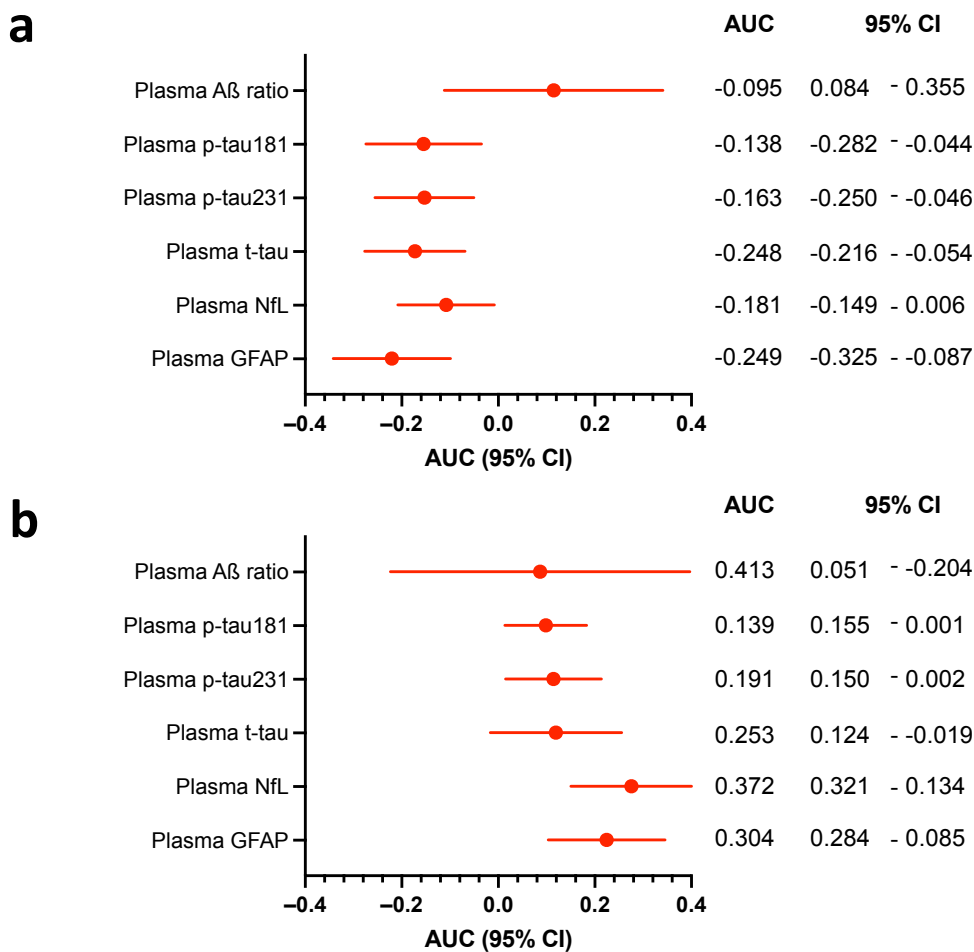 a
AUC 95% CI
Plasma Aß ratio -0.095 0.084 - 0.355
Plasma p-tau181 -0.138 -0.282 - -0.044
Plasma p-tau231 -0.163 -0.250 - -0.046
Plasma t-tau -0.248 -0.216 - -0.054
Plasma NfL -0.181 -0.149 - 0.006
Plasma GFAP -0.249 -0.325 - -0.087
–0.4 –0.2 0.0 0.2 0.4
AUC (95% CI)
b
AUC 95% CI
Plasma Aß ratio 0.413 0.051 - -0.204
Plasma p-tau181 0.139 0.155 - 0.001
Plasma p-tau231 0.191 0.150 - 0.002
Plasma t-tau 0.253 0.124 - -0.019
Plasma NfL 0.372 0.321 - 0.134
Plasma GFAP 0.304 0.284 - 0.085
–0.4 –0.2 0.0 0.2 0.4
AUC (95% CI)